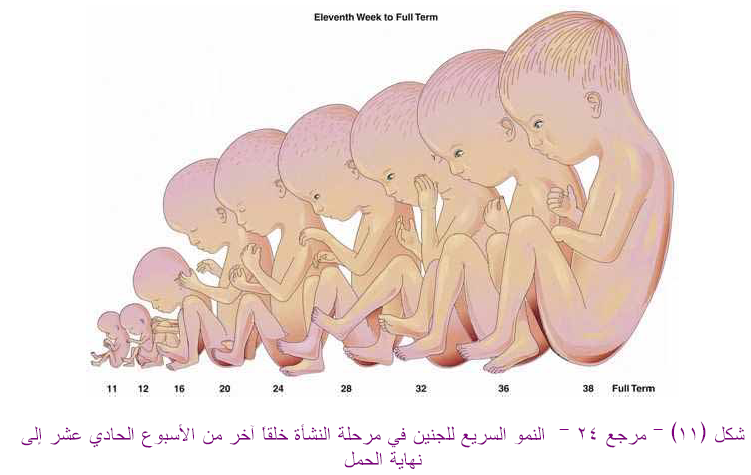 Eleventh Week to Full Term
11 12 16 20 24 28 32 36 38 Full Term
شكل (١١) - مرجع ٢٤ - النمو السريع للجنين في مرحلة النشأة خلقاً آخر من الأسبوع الحادي عشر إلى
نهاية الحمل